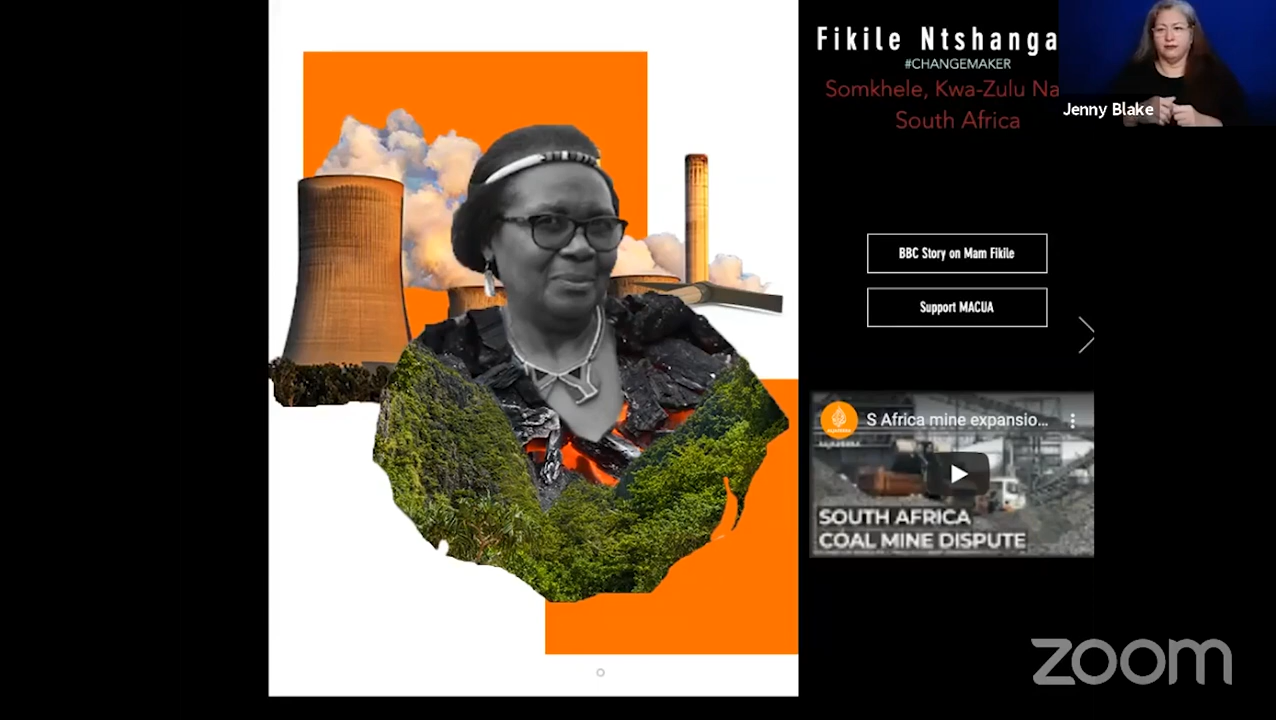 Fikile Ntshanga
#CHANGEMAKER
Somkhele, Kwa-Zulu Na
South Africa
Jenny Blake
BBC Story on Mam Fikile
Support MACUA
S Africa mine expansio...
SOUTH AFRICA
COAL MINE DISPUTE
zoom